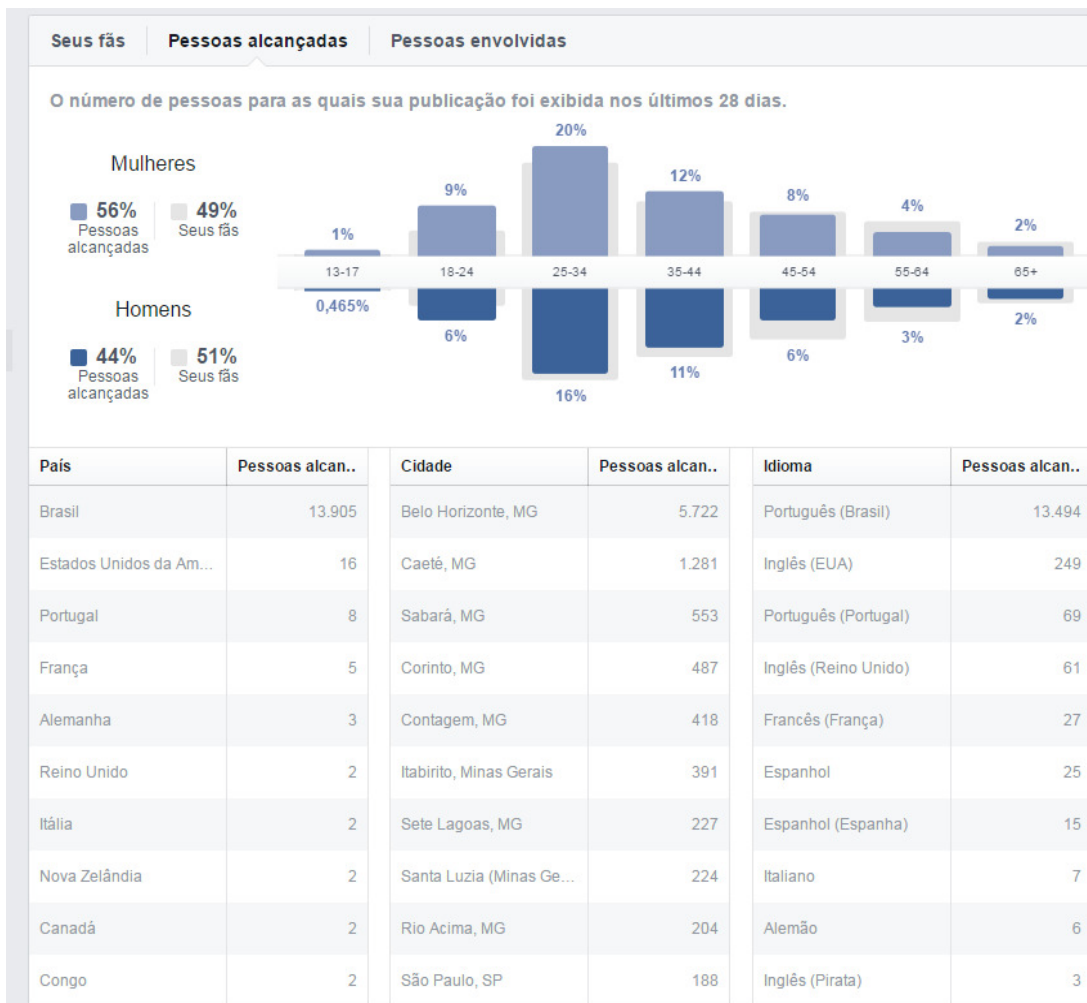 Seus fãs Pessoas alcançadas Pessoas envolvidas
O número de pessoas para as quais sua publicação foi exibida nos últimos 28 dias.
Mulheres
56% 49%
Pessoas alcançadas Seus fãs
Homens
44% 51%
Pessoas alcançadas Seus fãs
1% 9% 20% 12% 8% 4% 2%
13-17 18-24 25-34 35-44 45-54 55-64 65+
0,465% 6% 16% 11% 6% 3% 2%
País Pessoas alcan.. Cidade Pessoas alcan.. Idioma Pessoas alcan..
Brasil 13.905 Belo Horizonte, MG 5.722 Português (Brasil) 13.494
Estados Unidos da Am... 16 Caeté, MG 1.281 Inglês (EUA) 249
Portugal 8 Sabará, MG 553 Português (Portugal) 69
França 5 Corinto, MG 487 Inglês (Reino Unido) 61
Alemanha 3 Contagem, MG 418 Francês (França) 27
Reino Unido 2 Itabirito, Minas Gerais 391 Espanhol 25
Itália 2 Sete Lagoas, MG 227 Espanhol (Espanha) 15
Nova Zelândia 2 Santa Luzia (Minas Ge... 224 Italiano 7
Canadá 2 Rio Acima, MG 204 Alemão 6
Congo 2 São Paulo, SP 188 Inglês (Pirata) 3